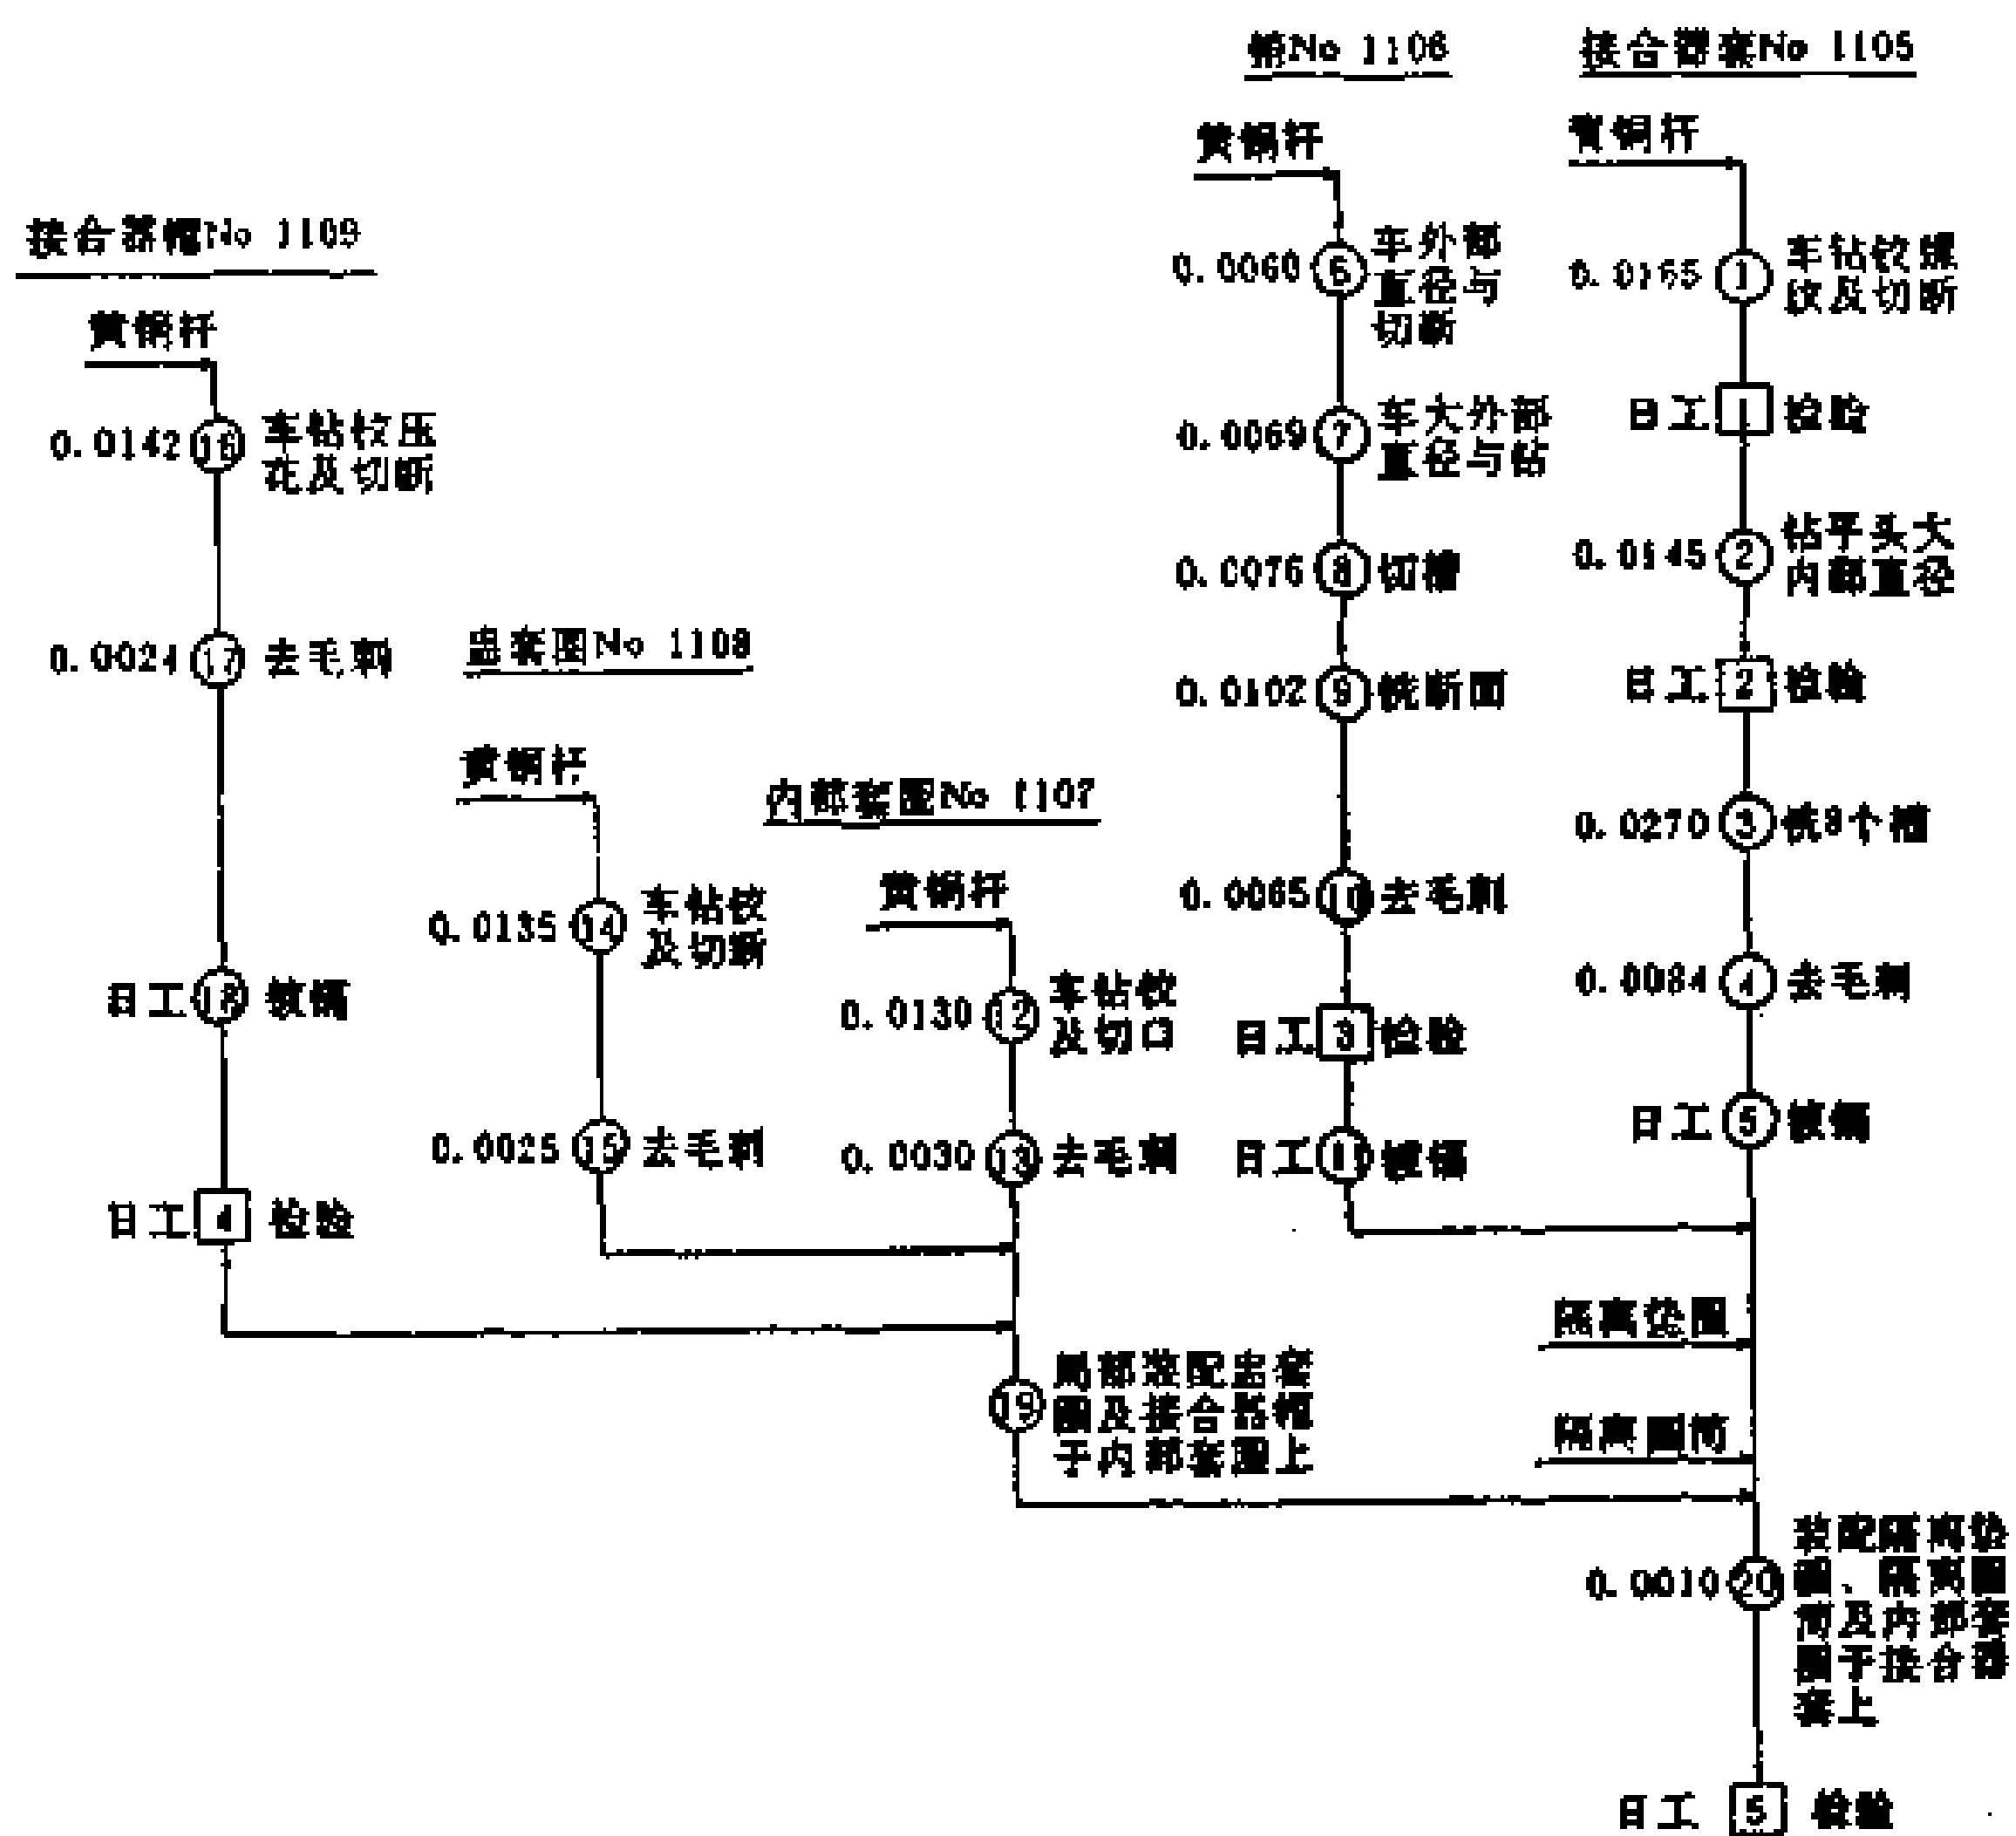 销No 1106
接合器套No 1105
黄铜杆
黄铜杆
接合器帽No 1109
0.0060
6
车外部
直径与
切断
0.0165
1
车钻铰螺
纹及切断
黄铜杆
0.0142
16
车钻铰压
花及切断
0.0069
7
车大外部
直径与钻
日工
1
检验
0.0076
8
切槽
0.0145
2
钻平头大
内部直径
0.0024
17
去毛刺
No 1108
0.0102
9
铣断面
日工
2
检验
黄铜杆
内部套圈No 1107
0.0270
3
铣8个槽
0.0135
14
车钻铰
及切断
黄铜杆
0.0065
10
去毛刺
日工
18
镀镉
0.0130
12
车钻铰
及切口
日工
3
检验
0.0084
4
去毛刺
0.0025
15
去毛刺
0.0030
13
去毛刺
日工
11
镀镉
日工
5
镀镉
日工
4
检验
隔离垫圈
19
局部装配忠套
圈及接合器帽
于内部套圈上
隔离圆筒
0.0010
20
装配隔离垫
圈、隔离圆
筒及内部套
圈于接合器
套上
日工
5
检验